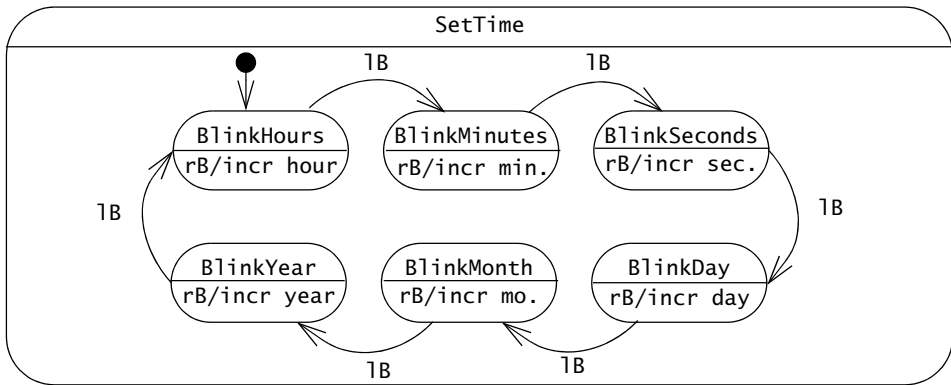 SetTime
lB
lB
BlinkHours
rB/incr hour
BlinkMinutes
rB/incr min.
BlinkSeconds
rB/incr sec.
lB
lB
BlinkYear
rB/incr year
BlinkMonth
rB/incr mo.
BlinkDay
rB/incr day
lB
lB